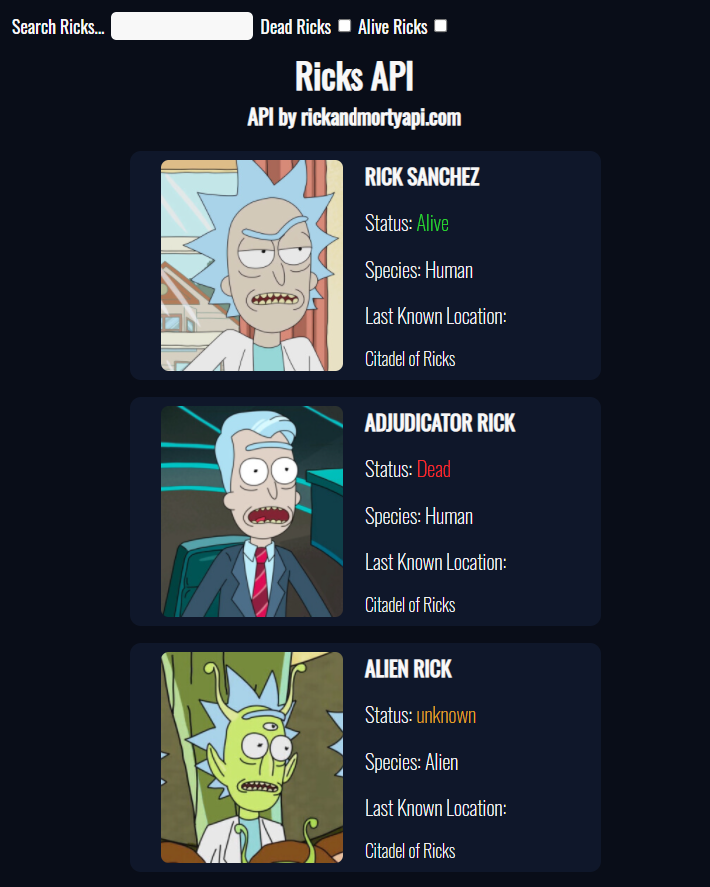 Search Ricks... Dead Ricks Alive Ricks
Ricks API
API by rickandmortyapi.com
RICK SANCHEZ
Status: Alive
Species: Human
Last Known Location:
Citadel of Ricks
ADJUDICATOR RICK
Status: Dead
Species: Human
Last Known Location:
Citadel of Ricks
ALIEN RICK
Status: unknown
Species: Alien
Last Known Location:
Citadel of Ricks